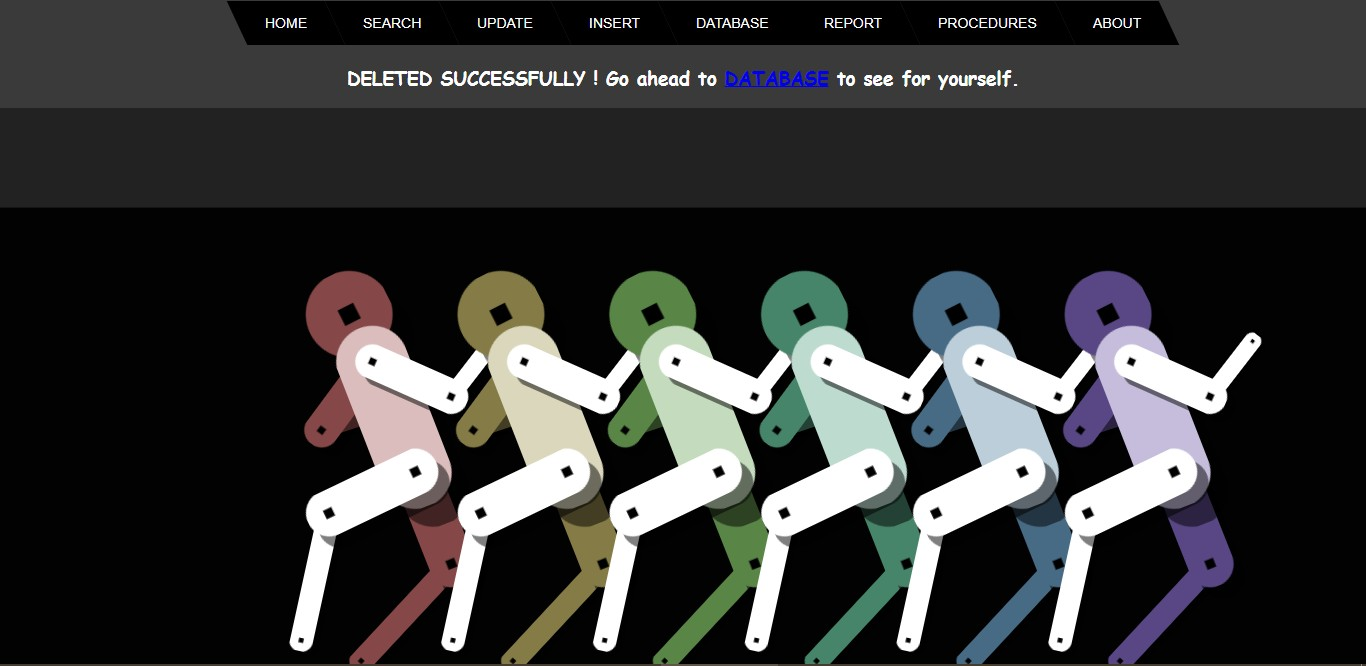 HOME SEARCH UPDATE INSERT DATABASE REPORT PROCEDURES ABOUT
DELETED SUCCESSFULLY ! Go ahead to DATABASE to see for yourself.